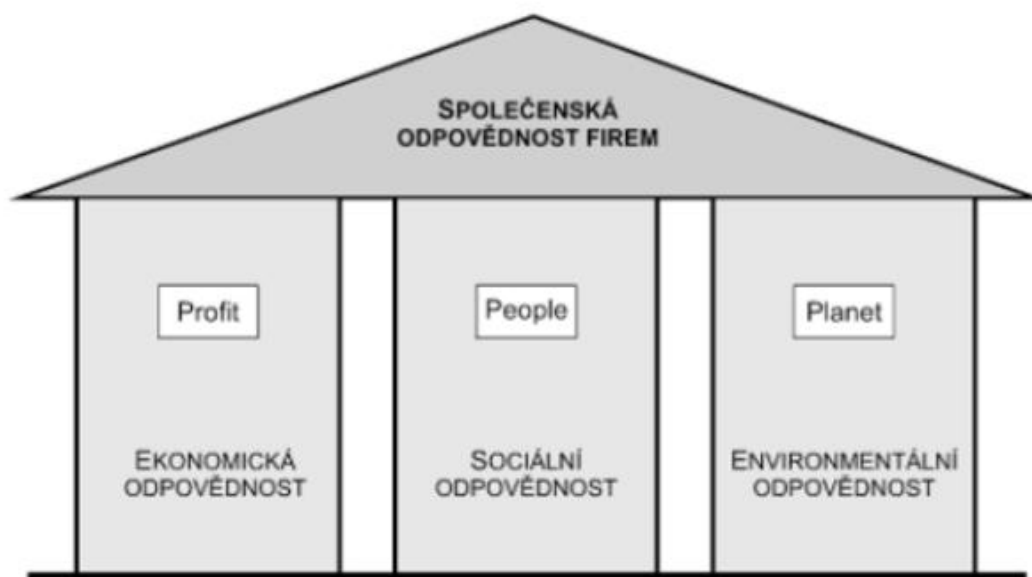 SPOLEČENSKÁ
ODPOVĚDNOST FIREM
Profit
People
Planet
EKONOMICKÁ
ODPOVĚDNOST
SOCIÁLNÍ
ODPOVĚDNOST
ENVIRONMENTÁLNÍ
ODPOVĚDNOST